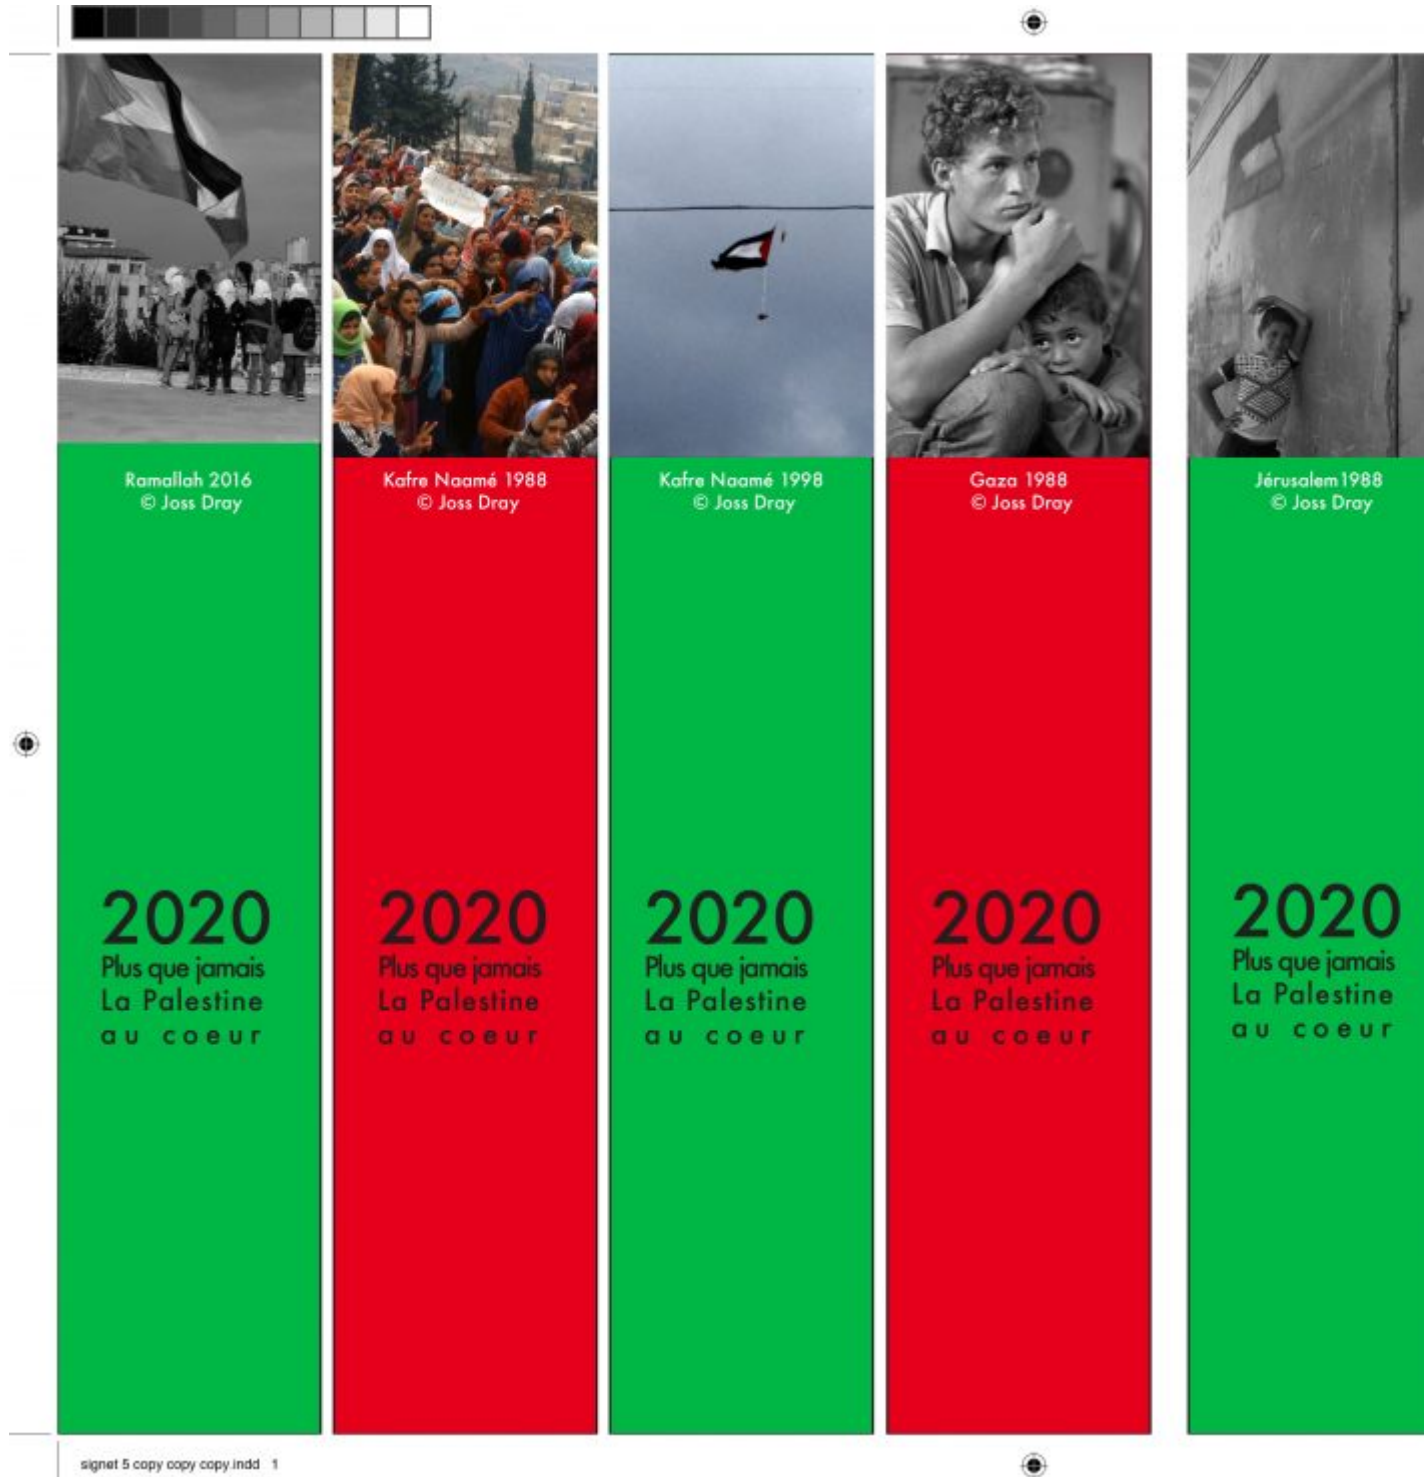 Ramallah 2016
© Joss Dray
2020
Plus que jamais
La Palestine
au coeur
Kafre Naamé 1988
© Joss Dray
2020
Plus que jamais
La Palestine
au coeur
Kafre Naamé 1998
© Joss Dray
2020
Plus que jamais
La Palestine
au coeur
Gaza 1988
© Joss Dray
2020
Plus que jamais
La Palestine
au coeur
Jérusalem1988
© Joss Dray
2020
Plus que jamais
La Palestine
au coeur
signet 5 copy copy copy.indd 1